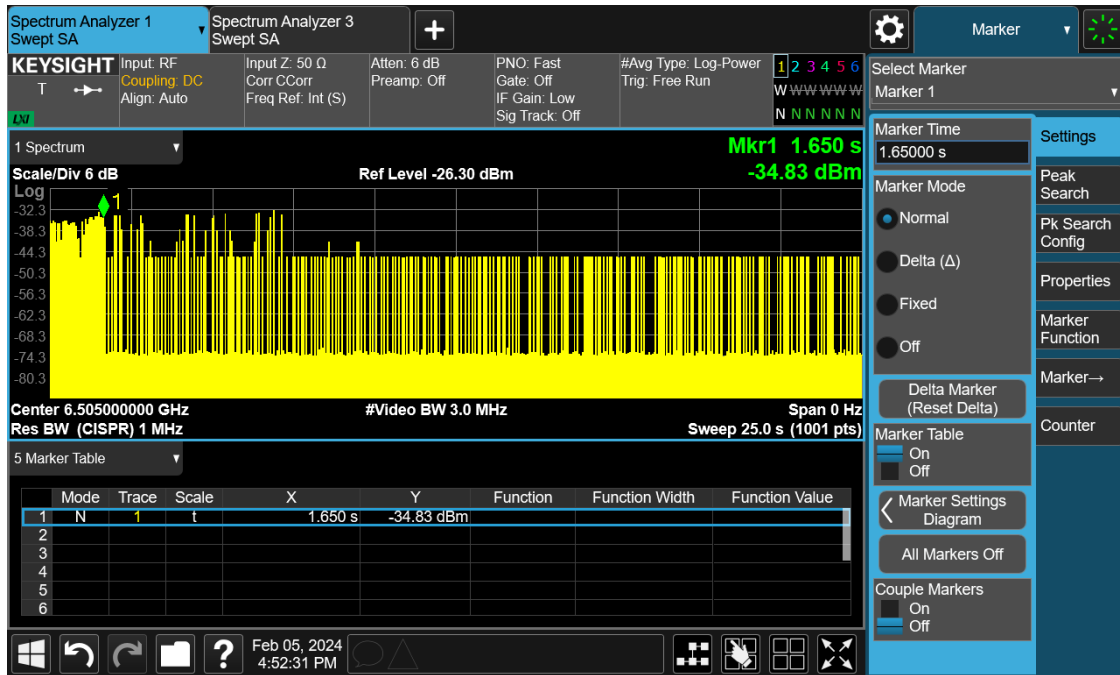 Spectrum Analyzer 1
Swept SA
Spectrum Analyzer 3
Swept SA
Marker
KEYSIGHT
T
LXI
Input: RF
Coupling: DC
Align: Auto
Input Z: 50 Ω
Corr CCorr
Freq Ref: Int (S)
Atten: 6 dB
Preamp: Off
PNO: Fast
Gate: Off
IF Gain: Low
Sig Track: Off
#Avg Type: Log-Power
Trig: Free Run
1 2 3 4 5 6
W W W W W W
N N N N N N
Select Marker
Marker 1
1 Spectrum
Mkr1 1.650 s
Scale/Div 6 dB
Ref Level -26.30 dBm
-34.83 dBm
Log
1
-32.3
-38.3
-44.3
-50.3
-56.3
-62.3
-68.3
-74.3
-80.3
Center 6.505000000 GHz
#Video BW 3.0 MHz
Span 0 Hz
Res BW (CISPR) 1 MHz
Sweep 25.0 s (1001 pts)
5 Marker Table
Mode Trace Scale X Y Function Function Width Function Value
1 N 1 t 1.650 s -34.83 dBm
2
3
4
5
6
Marker Time
1.65000 s
Marker Mode
Normal
Delta (Δ)
Fixed
Off
Delta Marker
(Reset Delta)
Marker Table
On
Off
Marker Settings
Diagram
All Markers Off
Couple Markers
On
Off
Settings
Peak
Search
Pk Search
Config
Properties
Marker
Function
Marker→
Counter
?
Feb 05, 2024
4:52:31 PM